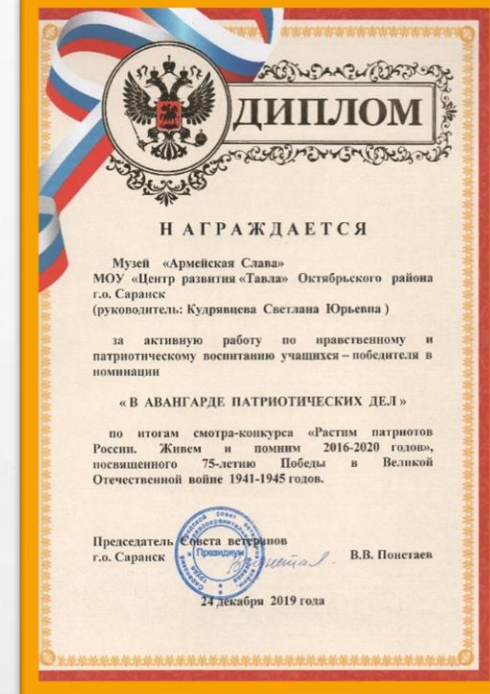 ДИПЛОМ
НАГРАЖДАЕТСЯ
Музей «Армейская Слава»
МОУ «Центр развития «Тавла» Октябрьского района
г.о. Саранск
(руководитель: Кудрявцева Светлана Юрьевна )
за активную работу по нравственному и
патриотическому воспитанию учащихся – победителя в
номинации
« В АВАНГАРДЕ ПАТРИОТИЧЕСКИХ ДЕЛ »
по итогам смотра-конкурса «Растим патриотов
России. Живем и помним 2016-2020 годов»,
посвященного 75-летию Победы в Великой
Отечественной войне 1941-1945 годов.
Председатель Совета ветеранов
г.о. Саранск В.В. Понетаев
Президиум
24 декабря 2019 года